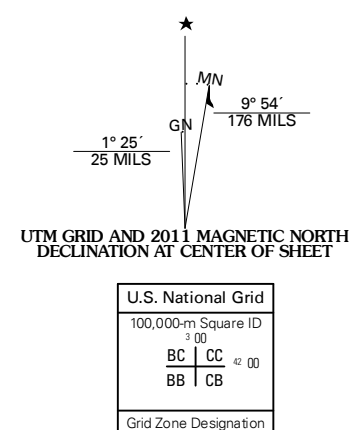 ★
MN
GN
9° 54´
176 MILS
1° 25´
25 MILS
UTM GRID AND 2011 MAGNETIC NORTH
DECLINATION AT CENTER OF SHEET
U.S. National Grid
100,000-m Square ID
3 00
BC CC
42 00
BB CB
Grid Zone Designation